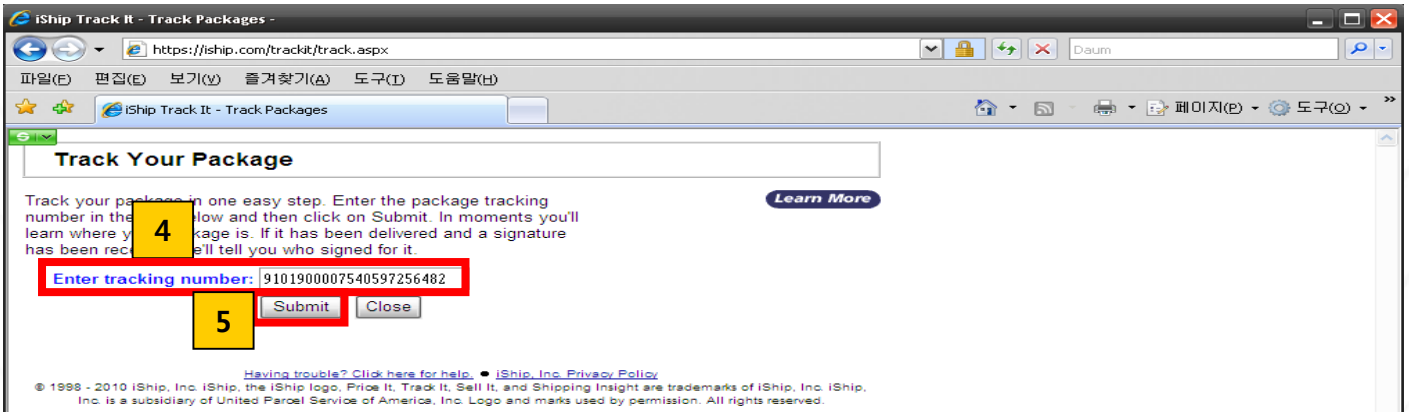 iShip Track It - Track Packages -
https://iship.com/trackit/track.aspx
Daum
파일(F) 편집(E) 보기(V) 즐겨찾기(A) 도구(T) 도움말(H)
iShip Track It - Track Packages
페이지(P) 도구(O) »
Track Your Package
Track your package in one easy step. Enter the package tracking
Learn More
number in the low and then click on Submit. In moments you'll
learn where y kage is. If it has been delivered and a signature
has been rec e'll tell you who signed for it.
4
Enter tracking number: 9101900007540597256482
Submit Close
5
Having trouble? Click here for help. ● iShip, Inc. Privacy Policy
© 1998 - 2010 iShip, Inc. iShip, the iShip logo, Price It, Track It, Sell It, and Shipping Insight are trademarks of iShip, Inc. iShip,
Inc. is a subsidiary of United Parcel Service of America, Inc. Logo and marks used by permission. All rights reserved.